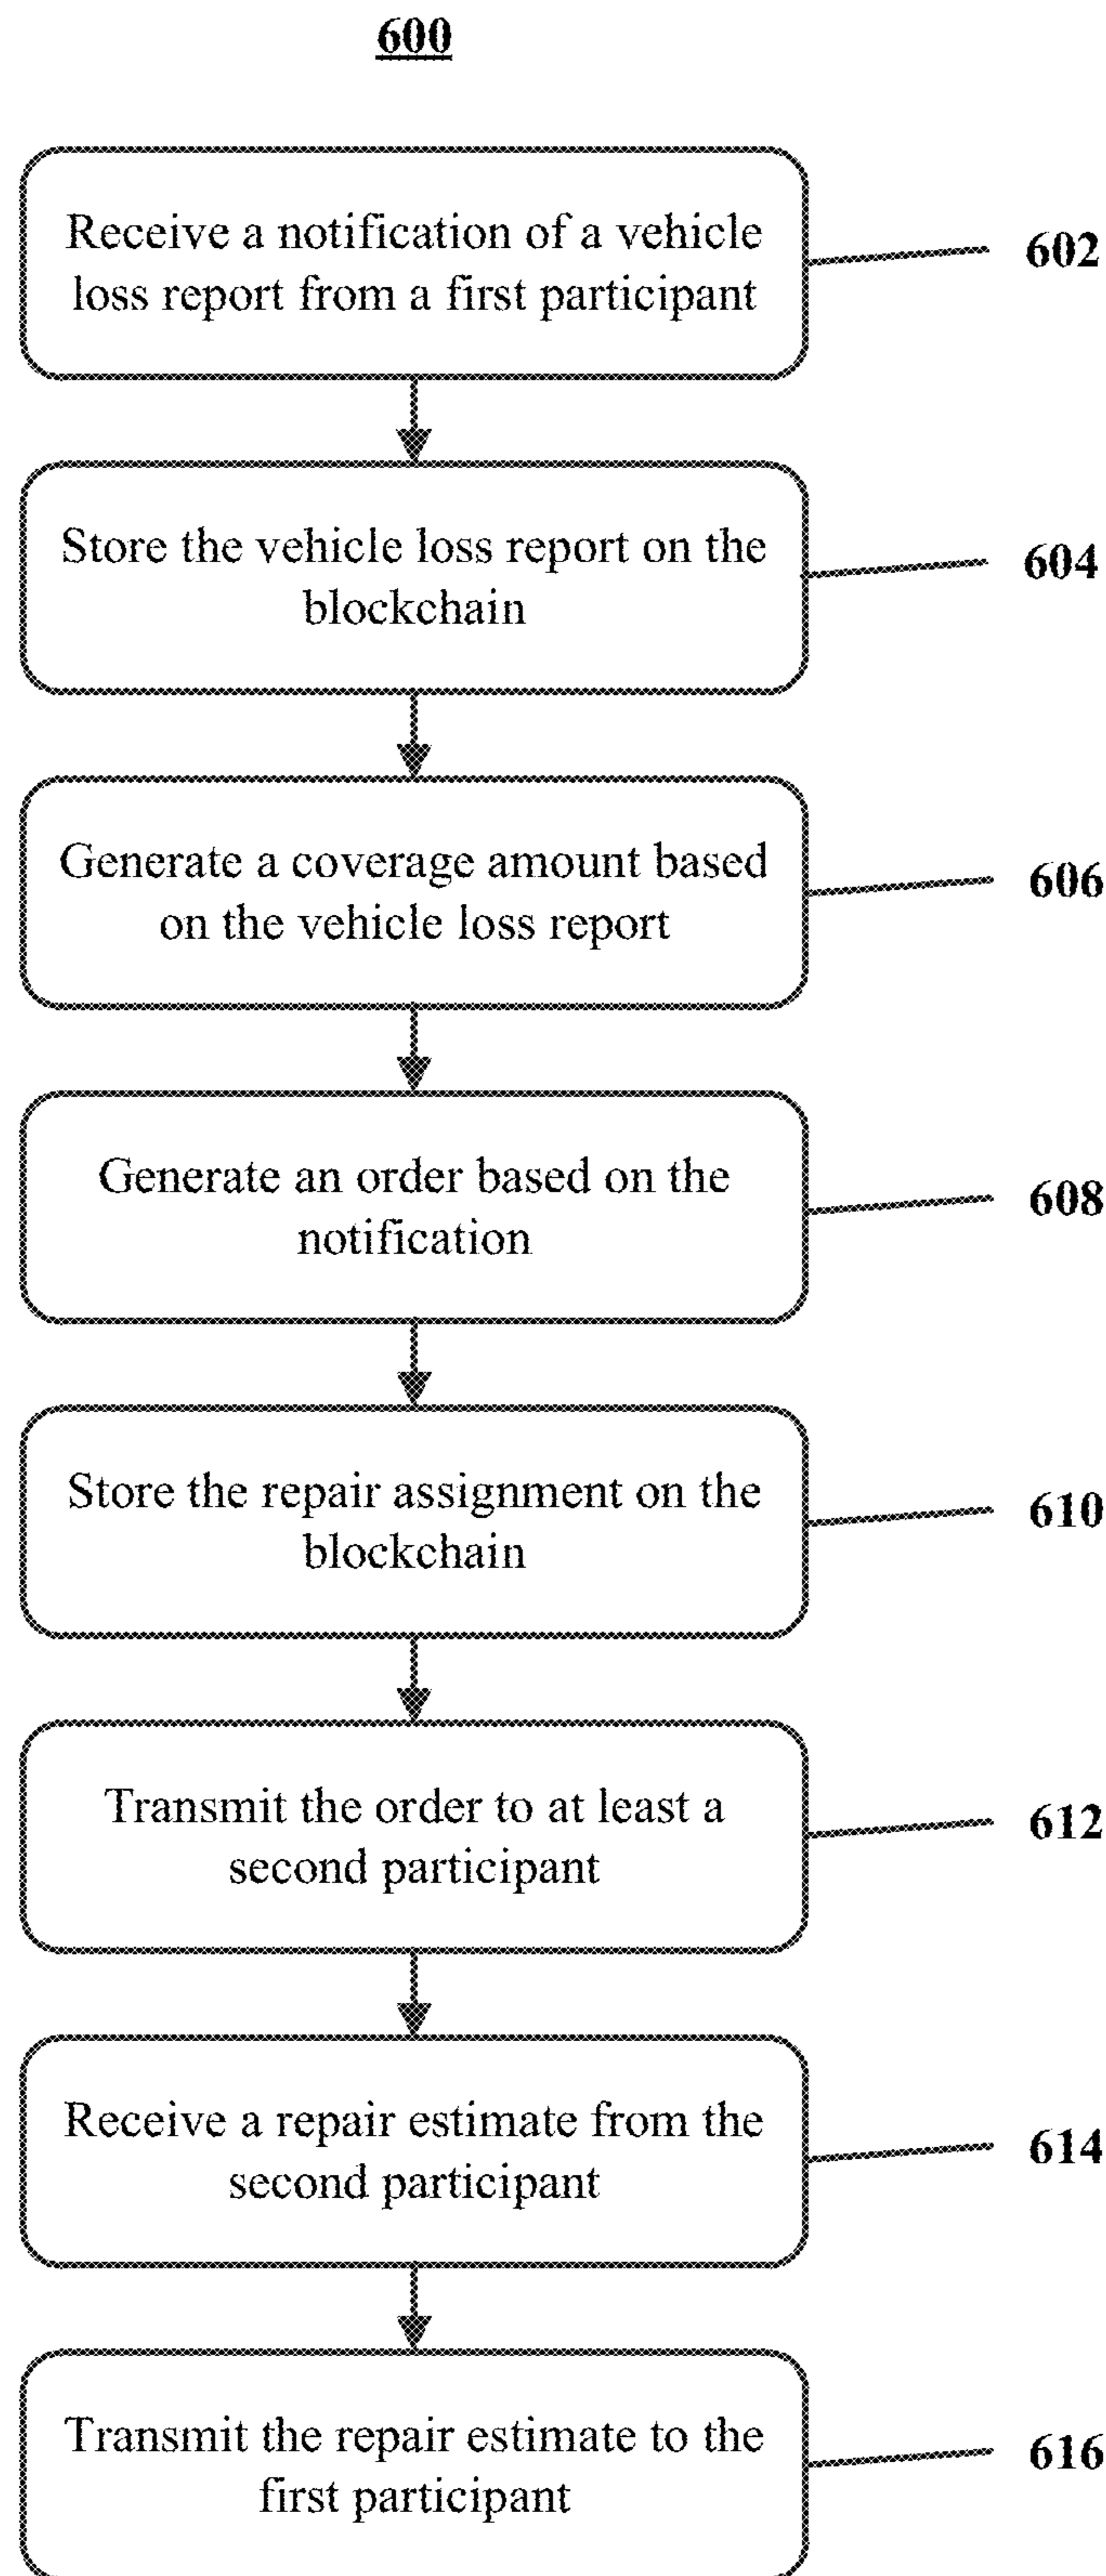 600
Receive a notification of a vehicle
loss report from a first participant
602
Store the vehicle loss report on the
blockchain
604
Generate a coverage amount based
on the vehicle loss report
606
Generate an order based on the
notification
608
Store the repair assignment on the
blockchain
610
Transmit the order to at least a
second participant
612
Receive a repair estimate from the
second participant
614
Transmit the repair estimate to the
first participant
616